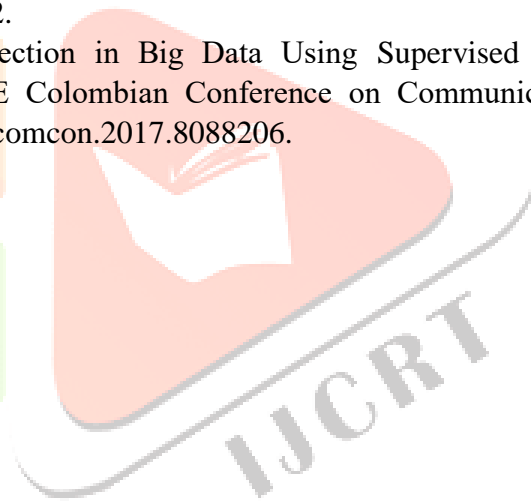 2.
ection in Big Data Using Supervised
E Colombian Conference on Communic
comcon.2017.8088206.
IJCRT